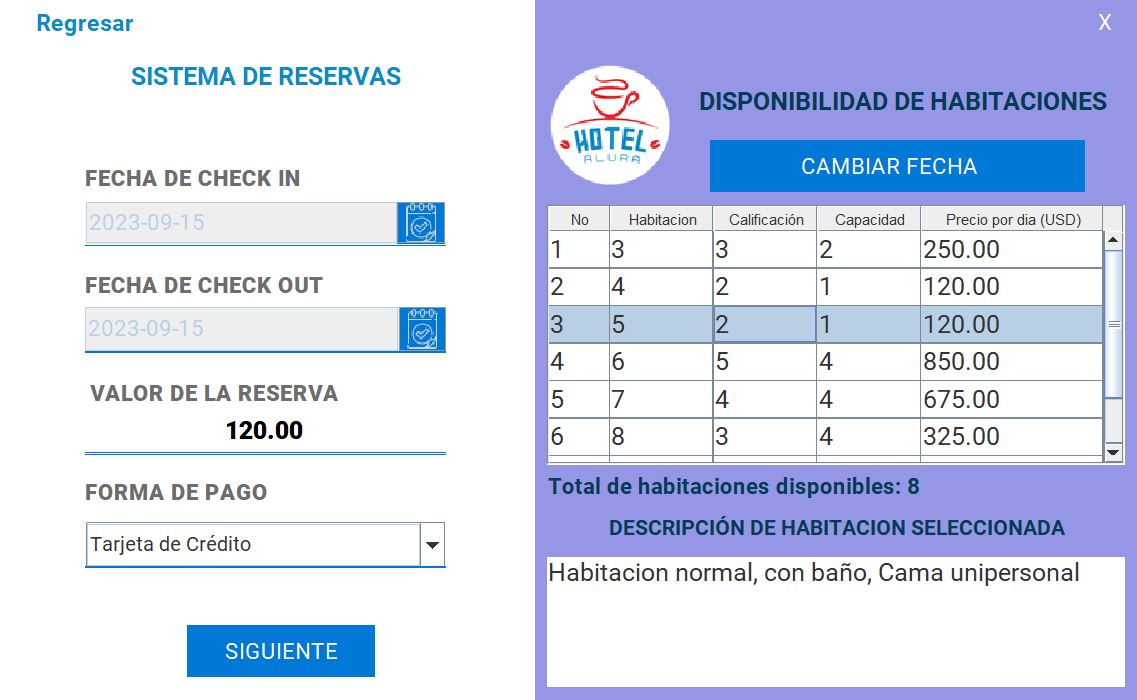 Regresar
SISTEMA DE RESERVAS
FECHA DE CHECK IN
2023-09-15
FECHA DE CHECK OUT
2023-09-15
VALOR DE LA RESERVA
120.00
FORMA DE PAGO
Tarjeta de Crédito
SIGUIENTE
X
HOTEL
ALURA
DISPONIBILIDAD DE HABITACIONES
CAMBIAR FECHA
No Habitacion Calificación Capacidad Precio por dia (USD)
1 3 3 2 250.00
2 4 2 1 120.00
3 5 2 1 120.00
4 6 5 4 850.00
5 7 4 4 675.00
6 8 3 4 325.00
Total de habitaciones disponibles: 8
DESCRIPCIÓN DE HABITACION SELECCIONADA
Habitacion normal, con baño, Cama unipersonal